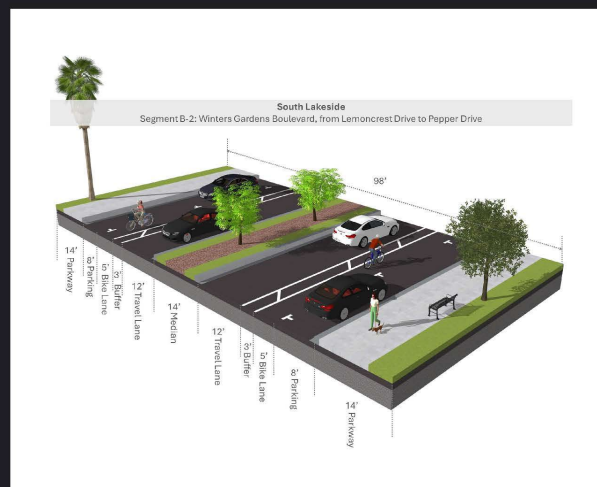 South Lakeside
Segment B-2: Winters Gardens Boulevard, from Lemoncrest Drive to Pepper Drive
98'
14' Parkway
8' Parking
5' Bike Lane
3' Buffer
12' Travel Lane
14' Median
12' Travel Lane
3' Buffer
5' Bike Lane
8' Parking
14' Parkway